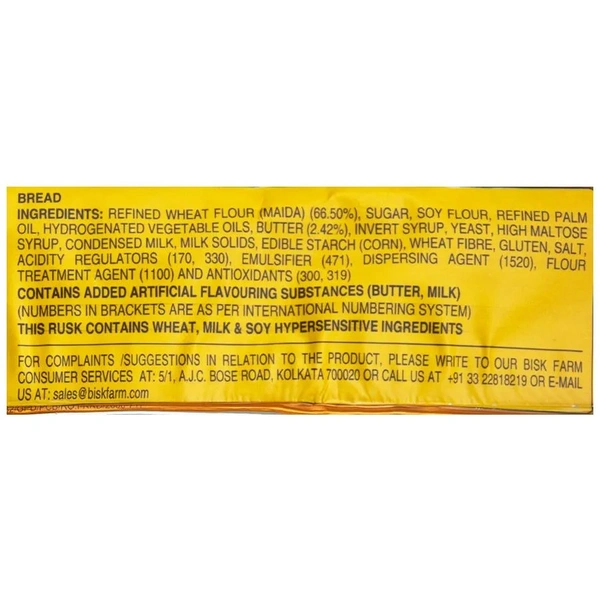 BREAD
INGREDIENTS: REFINED WHEAT FLOUR (MAIDA) (66.50%), SUGAR, SOY FLOUR, REFINED PALM
OIL, HYDROGENATED VEGETABLE OILS, BUTTER (2.42%), INVERT SYRUP, YEAST, HIGH MALTOSE
SYRUP, CONDENSED MILK, MILK SOLIDS, EDIBLE STARCH (CORN), WHEAT FIBRE, GLUTEN, SALT,
ACIDITY REGULATORS (170, 330), EMULSIFIER (471), DISPERSING AGENT (1520), FLOUR
TREATMENT AGENT (1100) AND ANTIOXIDANTS (300, 319)
CONTAINS ADDED ARTIFICIAL FLAVOURING SUBSTANCES (BUTTER, MILK)
(NUMBERS IN BRACKETS ARE AS PER INTERNATIONAL NUMBERING SYSTEM)
THIS RUSK CONTAINS WHEAT, MILK & SOY HYPERSENSITIVE INGREDIENTS
FOR COMPLAINTS /SUGGESTIONS IN RELATION TO THE PRODUCT, PLEASE WRITE TO OUR BISK FARM
CONSUMER SERVICES AT: 5/1, A.J.C. BOSE ROAD, KOLKATA 700020 OR CALL US AT +91 33 22818219 OR E-MAIL
US AT: sales@biskfarm.com